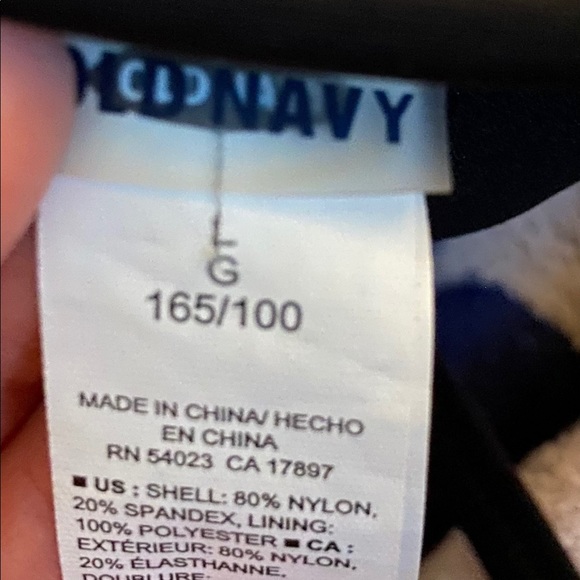 OLD NAVY
L
G
165/100
MADE IN CHINA/ HECHO
EN CHINA
RN 54023 CA 17897
■ US : SHELL: 80% NYLON,
20% SPANDEX, LINING:
100% POLYESTER ■ CA :
EXTÉRIEUR: 80% NYLON,
20% ÉLASTHANNE,
DOUBLURE: